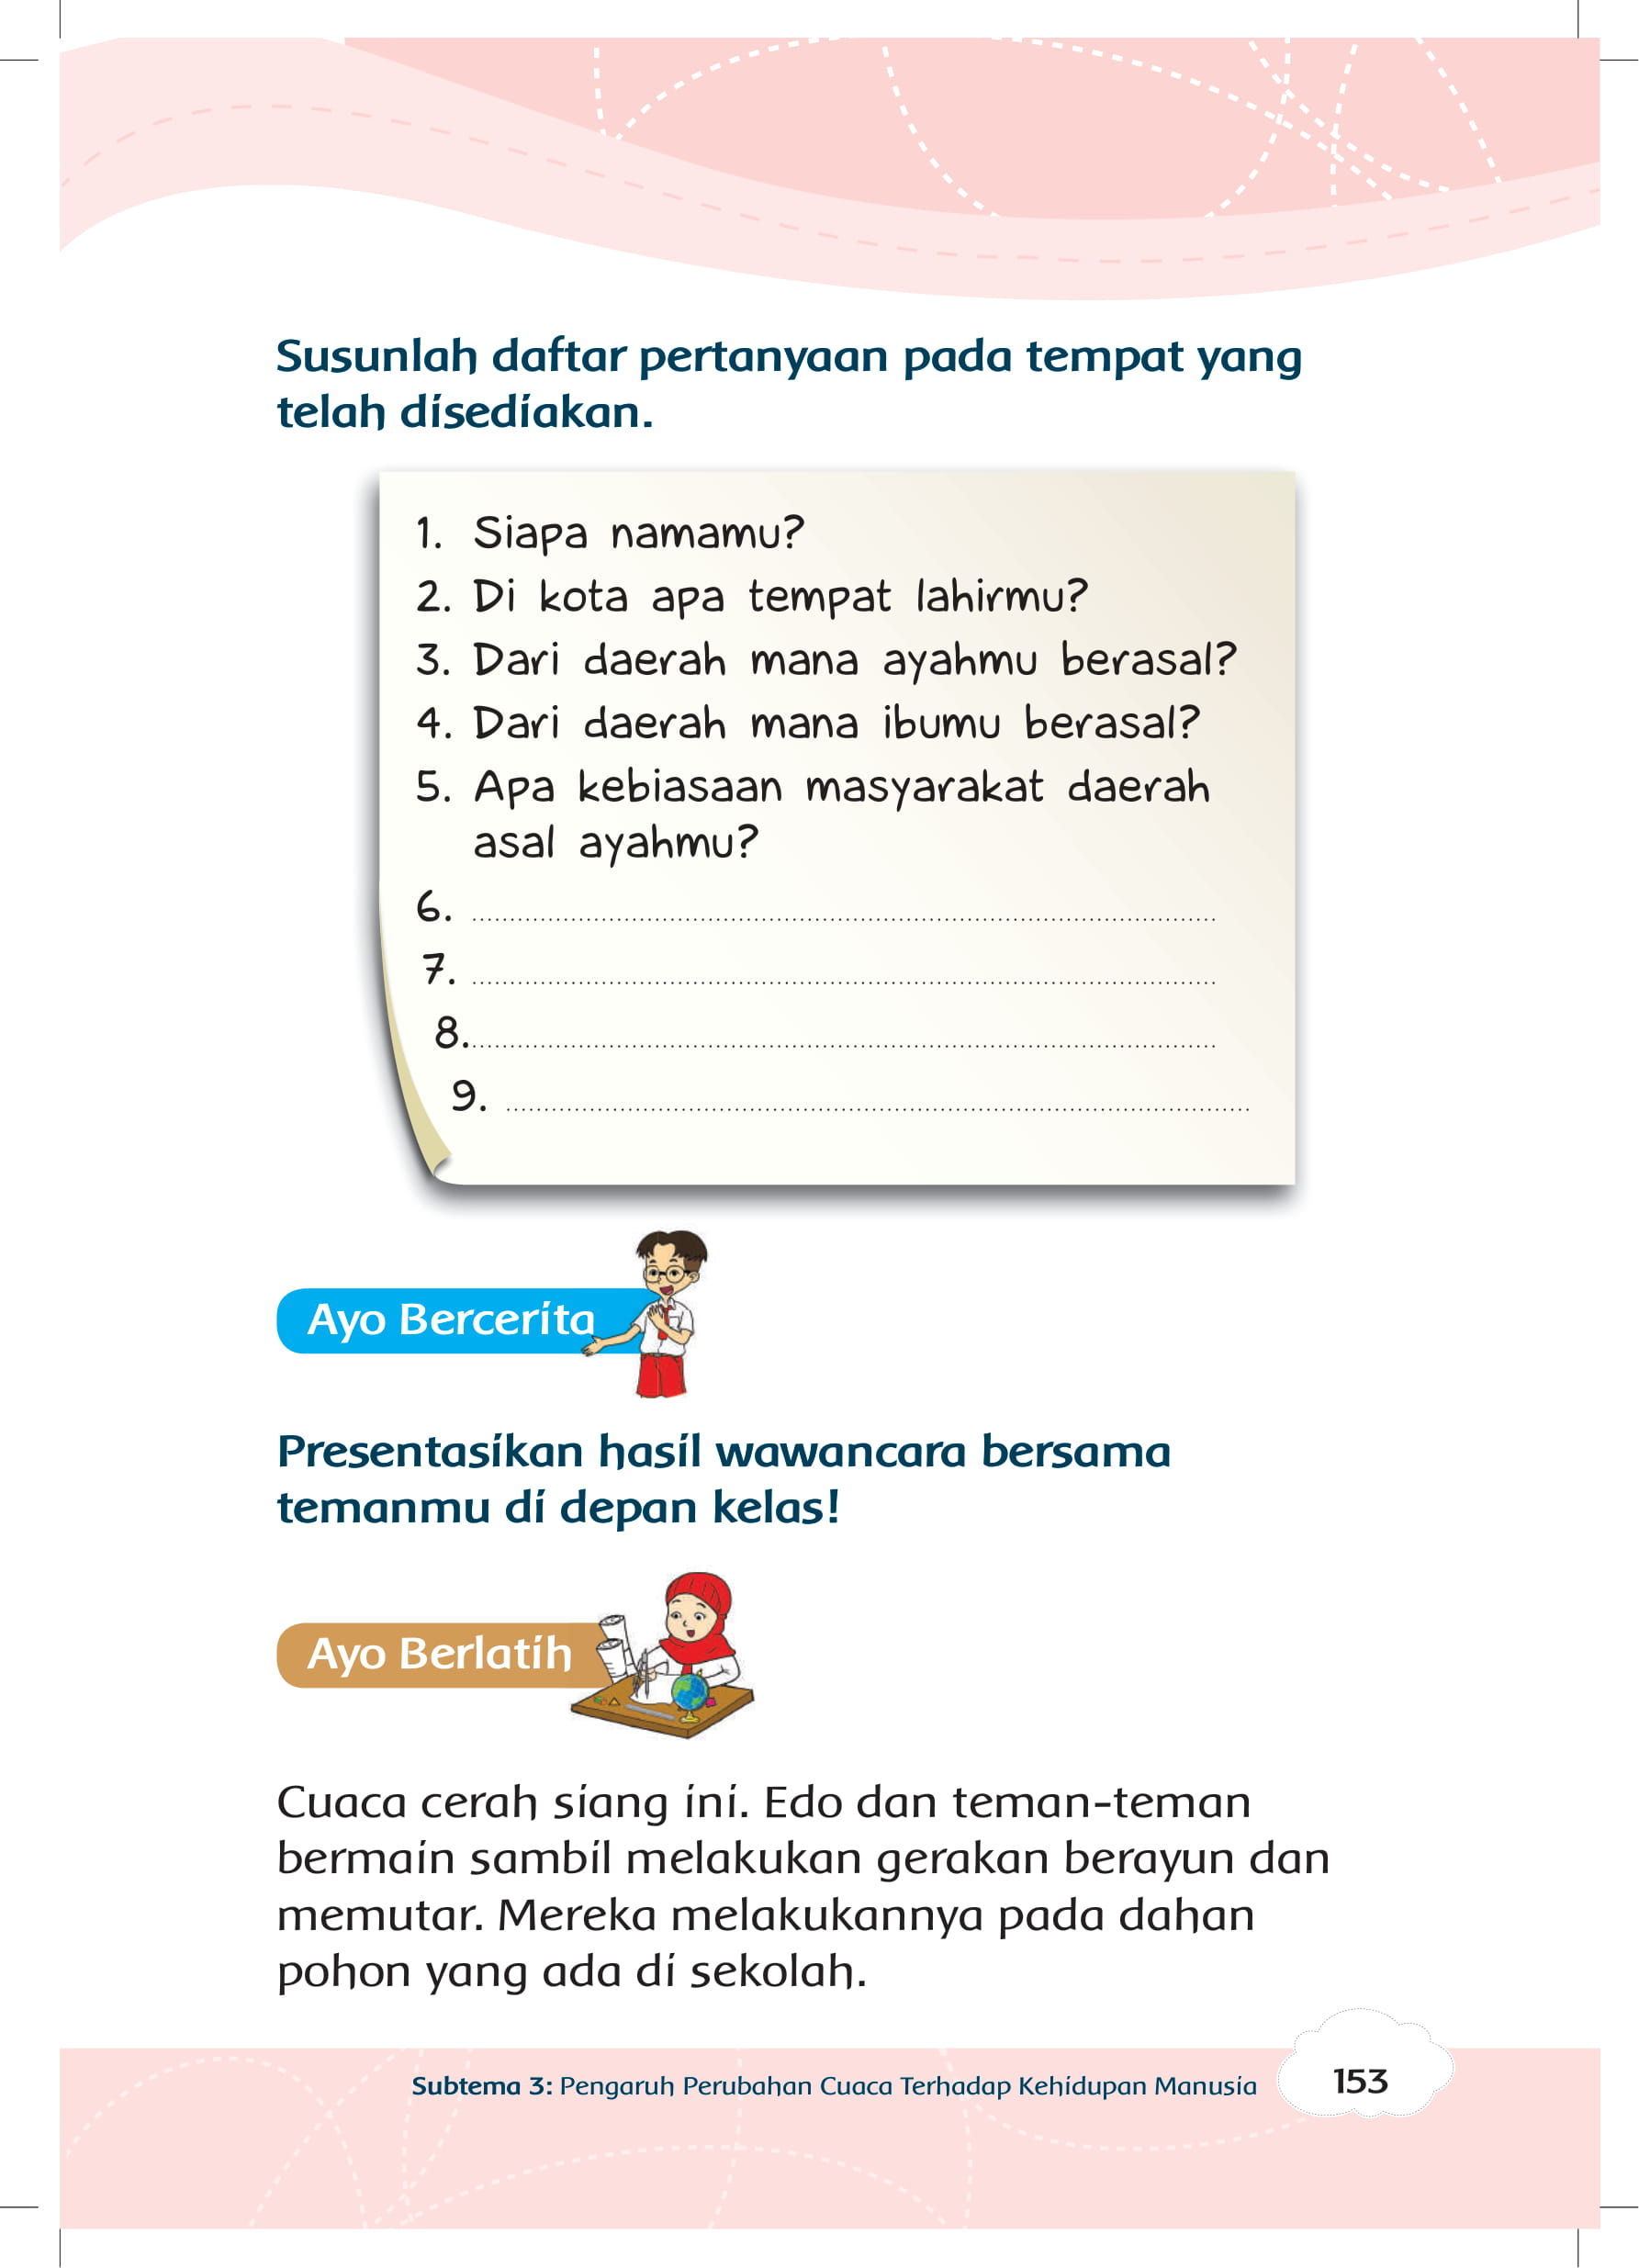 Susunlah daftar pertanyaan pada tempat yang
telah disediakan.
1. Siapa namamu?
2. Di kota apa tempat lahirmu?
3. Dari daerah mana ayahmu berasal?
4. Dari daerah mana ibumu berasal?
5. Apa kebiasaan masyarakat daerah
asal ayahmu?
6. ........................................................................
7. ........................................................................
8. ........................................................................
9. ........................................................................
Ayo Bercerita
Presentasikan hasil wawancara bersama
temanmu di depan kelas!
Ayo Berlatih
Cuaca cerah siang ini. Edo dan teman-teman
bermain sambil melakukan gerakan berayun dan
memutar. Mereka melakukannya pada dahan
pohon yang ada di sekolah.
Subtema 3: Pengaruh Perubahan Cuaca Terhadap Kehidupan Manusia
153